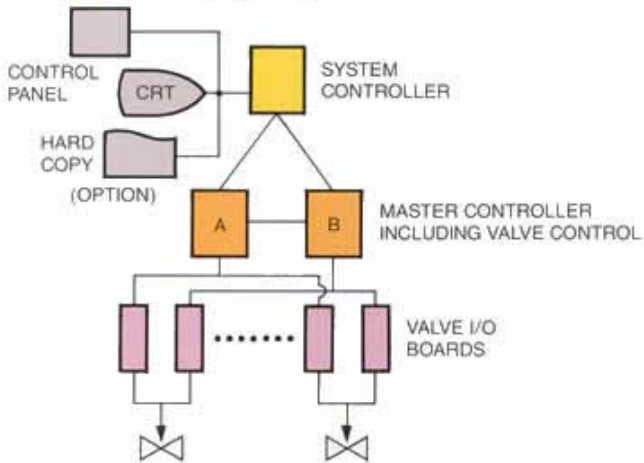 CONTROL
PANEL
CRT
HARD
COPY
(OPTION)
SYSTEM
CONTROLLER
A
B
MASTER CONTROLLER
INCLUDING VALVE CONTROL
VALVE I/O
BOARDS